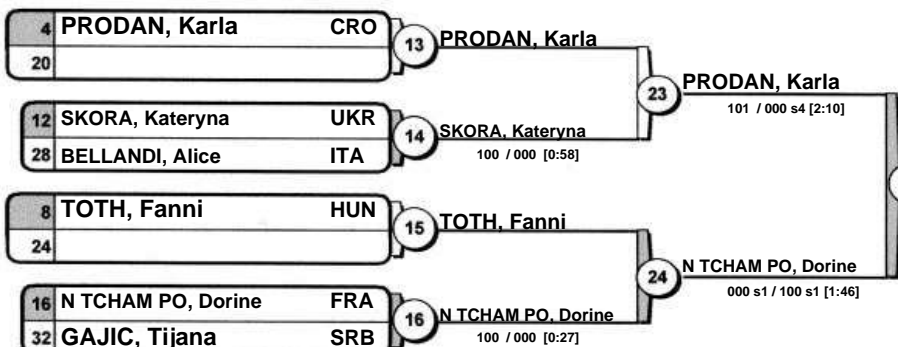 4 PRODAN, Karla CRO
20
13 PRODAN, Karla
12 SKORA, Kateryna UKR
28 BELLANDI, Alice ITA
14 SKORA, Kateryna
100 / 000 [0:58]
23 PRODAN, Karla
101 / 000 s4 [2:10]
8 TOTH, Fanni HUN
24
15 TOTH, Fanni
16 N TCHAM PO, Dorine FRA
32 GAJIC, Tijana SRB
16 N TCHAM PO, Dorine
100 / 000 [0:27]
24 N TCHAM PO, Dorine
000 s1 / 100 s1 [1:46]